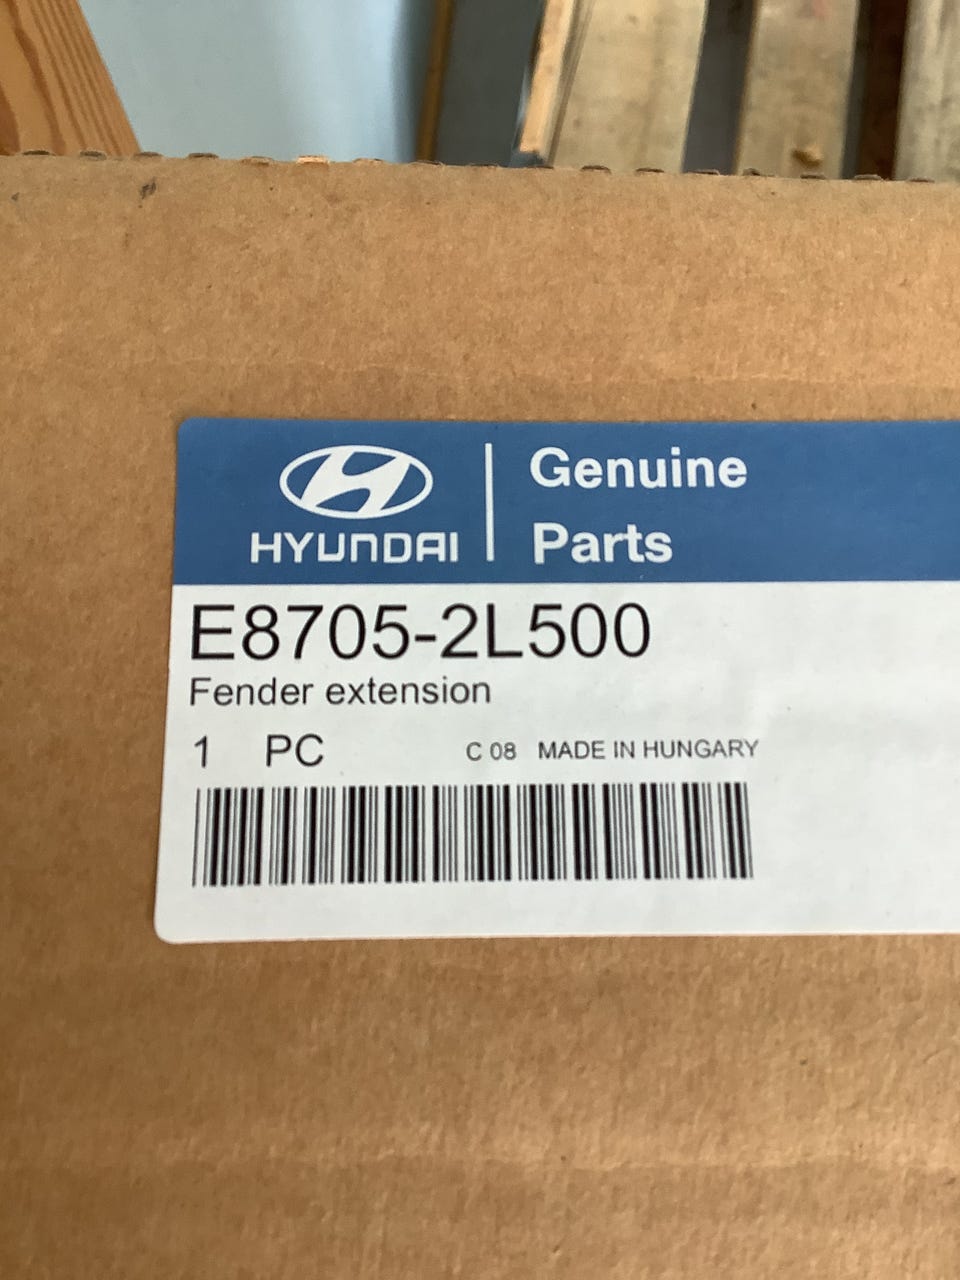 HYUNDAI
Genuine
Parts
E8705-2L500
Fender extension
1 PC C 08 MADE IN HUNGARY